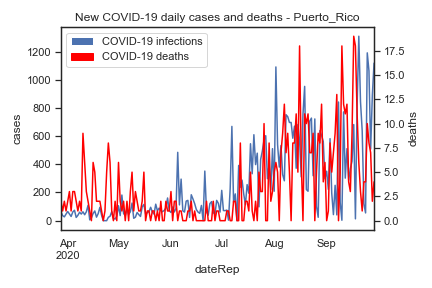 New COVID-19 daily cases and deaths - Puerto_Rico
COVID-19 infections
COVID-19 deaths
cases
1200
1000
800
600
400
200
0
deaths
17.5
15.0
12.5
10.0
7.5
5.0
2.5
0.0
Apr
2020
May
Jun
Jul
Aug
Sep
dateRep